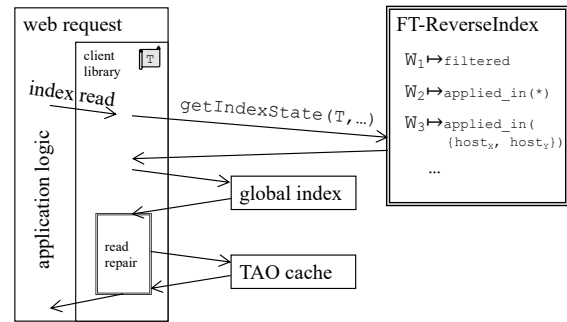 web request
client
library
T
index read
application logic
getIndexState(T,…)
FT-ReverseIndex
W₁↦filtered
W₂↦applied_in(*)
W₃↦applied_in(
{hostₓ, hostᵧ})
...
global index
read
repair
TAO cache